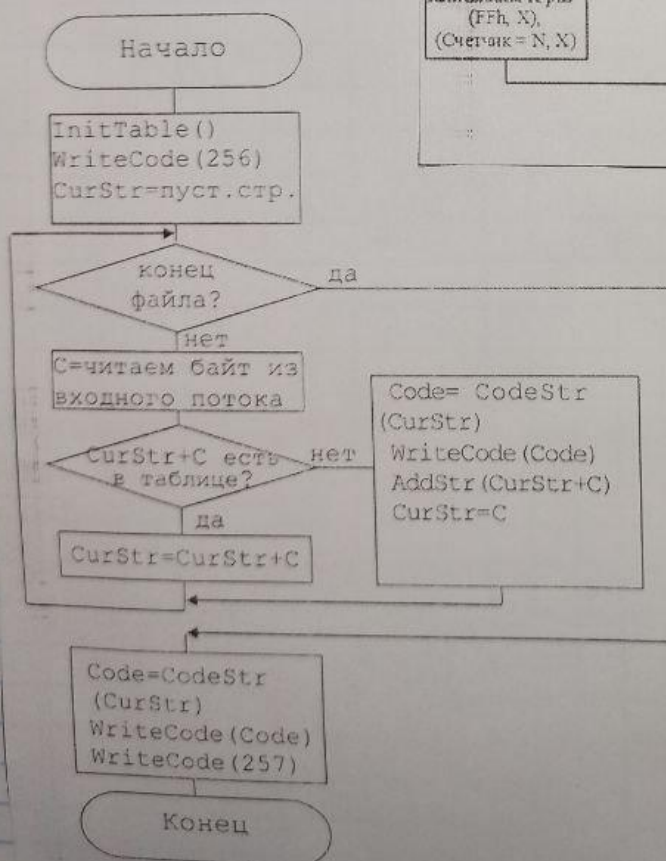 (FFh, X),
(Счетчик = N, X)
Начало
InitTable()
WriteCode(256)
CurStr=пуст.стр.
конец
файла?
да
нет
C=читаем байт из
входного потока
CurStr+C есть
в таблице?
нет
да
CurStr=CurStr+C
Code= CodeStr
(CurStr)
WriteCode(Code)
AddStr(CurStr+C)
CurStr=C
Code=CodeStr
(CurStr)
WriteCode(Code)
WriteCode(257)
Конец